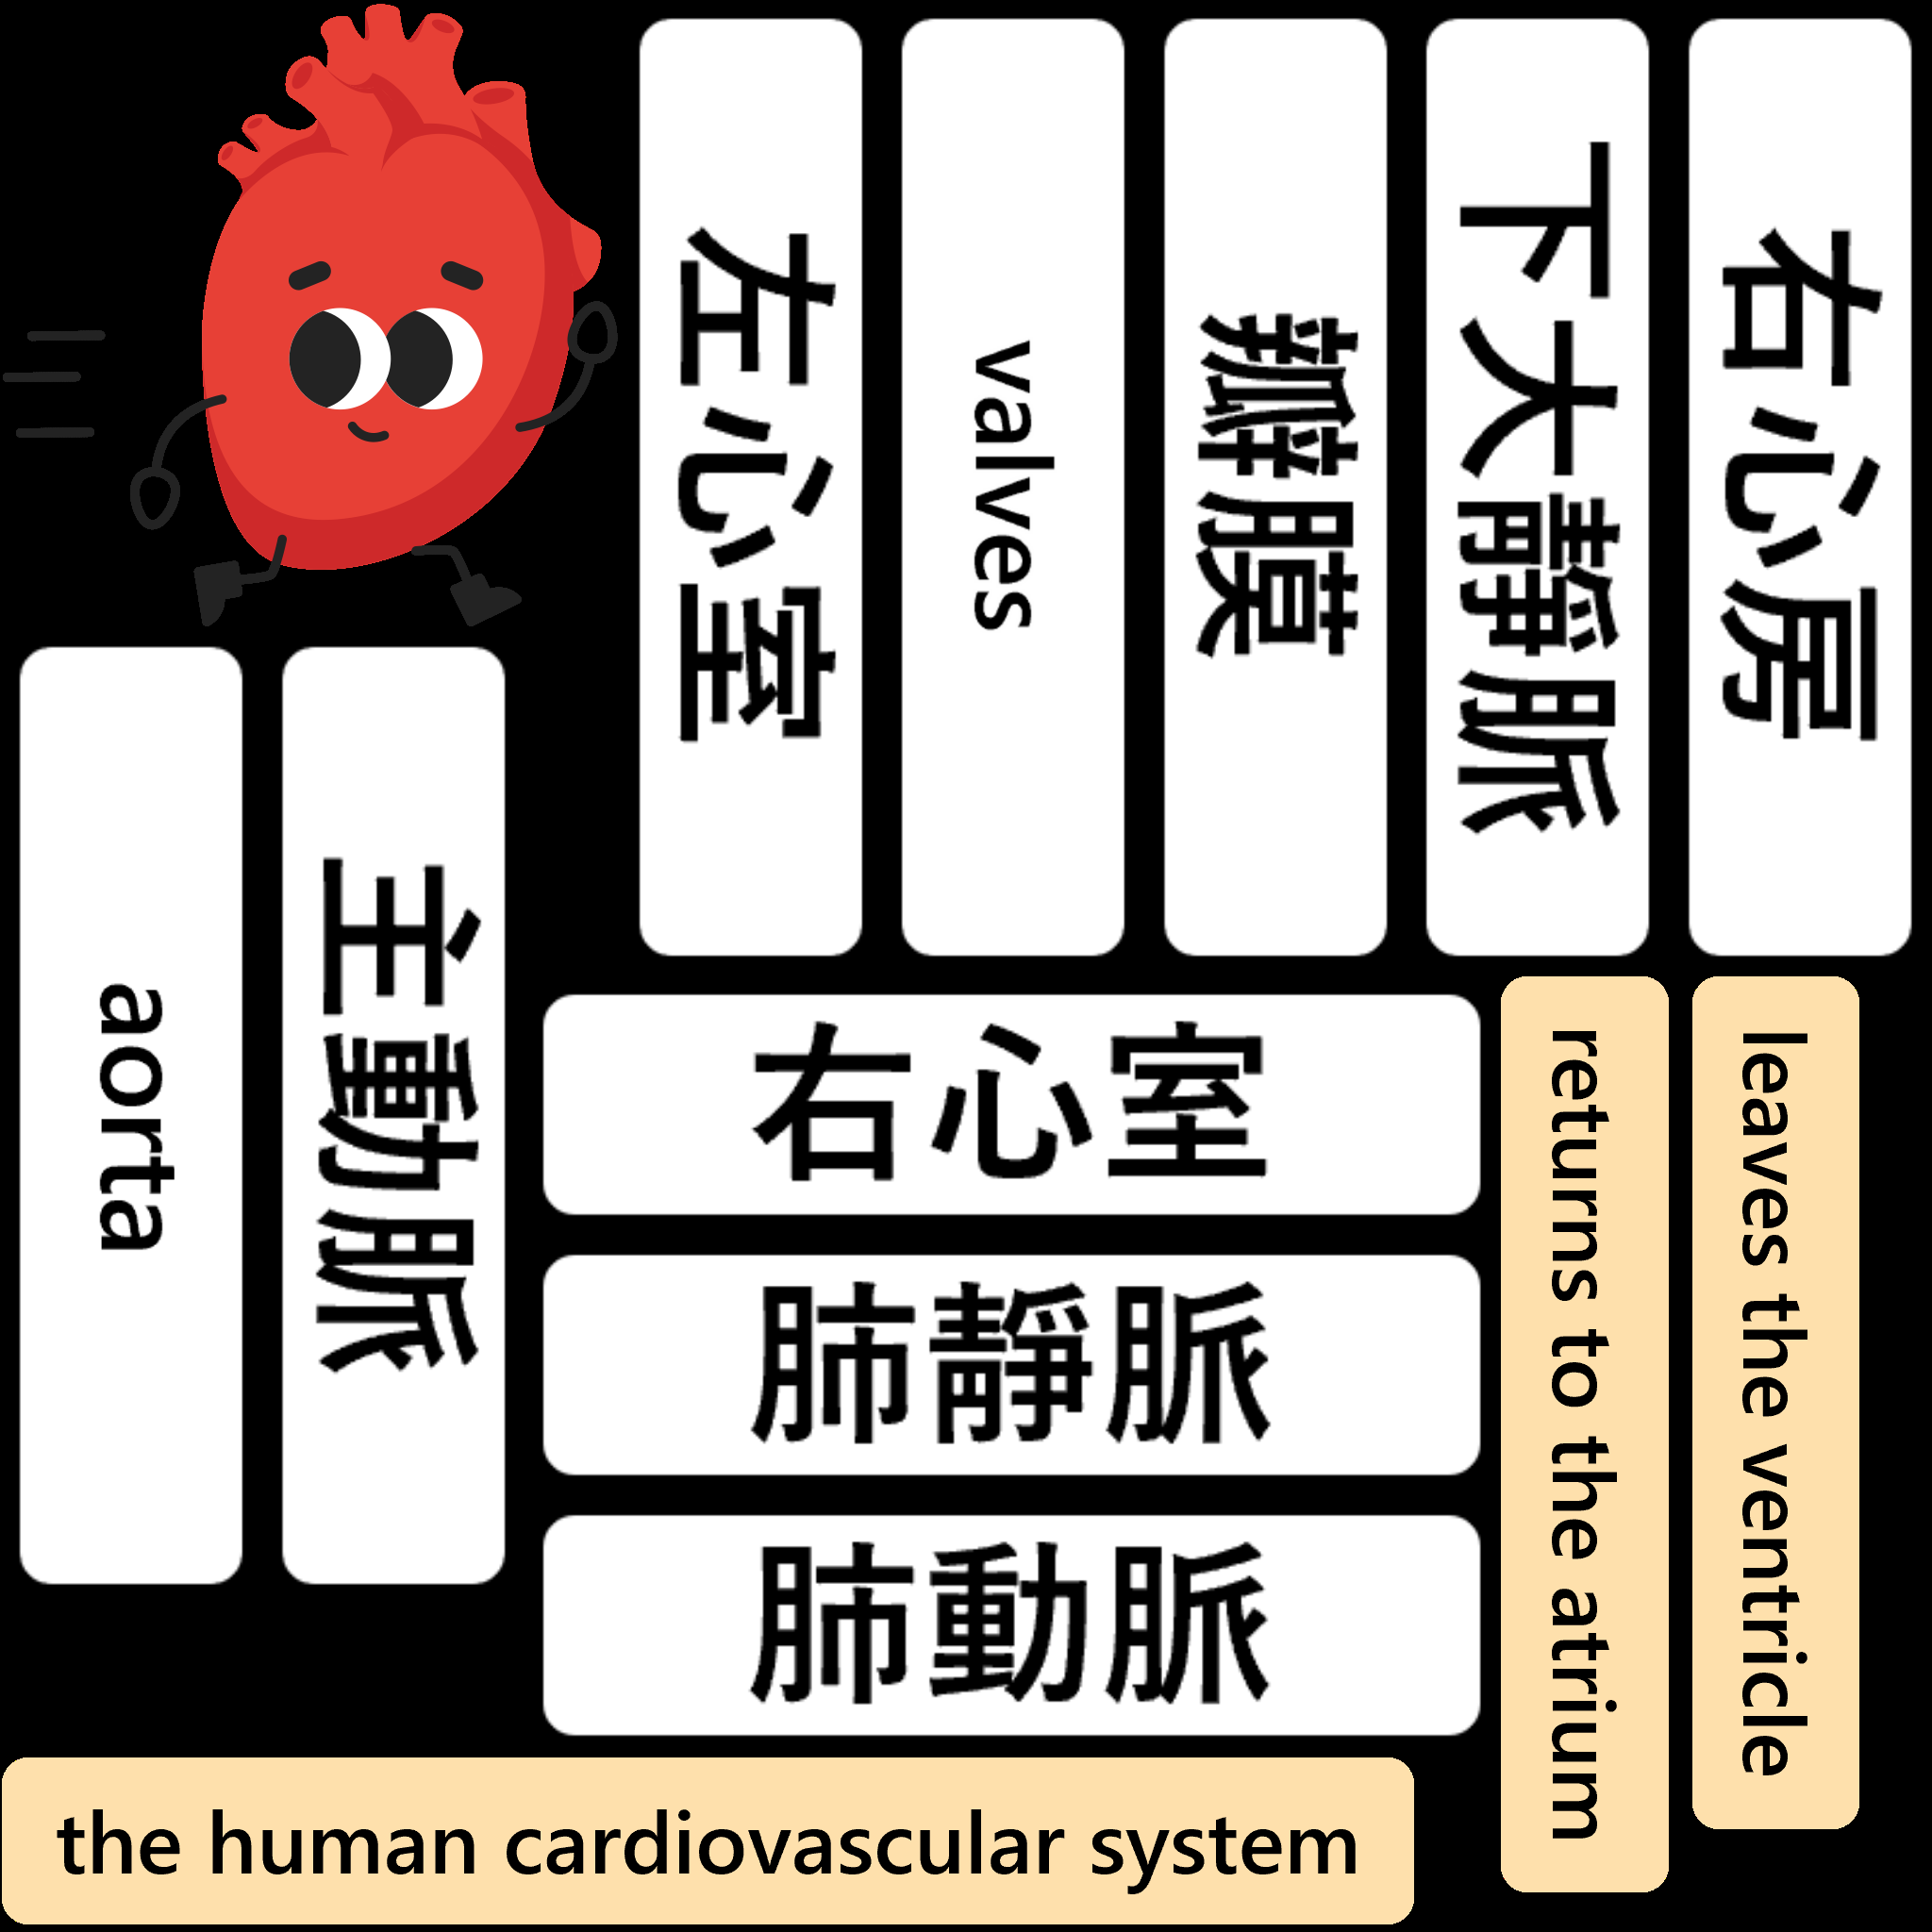 左心室
valves
瓣膜
下大靜脈
右心房
aorta
主動脈
右心室
肺靜脈
肺動脈
returns to the atrium
leaves the ventricle
the human cardiovascular system